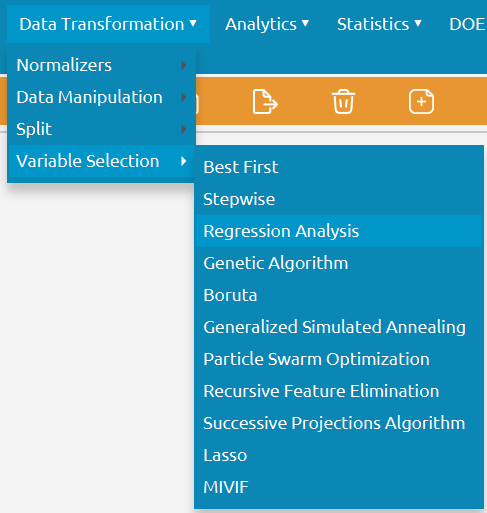 Data Transformation Analytics Statistics DOE
Normalizers
Data Manipulation
Split
Variable Selection
Best First
Stepwise
Regression Analysis
Genetic Algorithm
Boruta
Generalized Simulated Annealing
Particle Swarm Optimization
Recursive Feature Elimination
Successive Projections Algorithm
Lasso
MIVIF